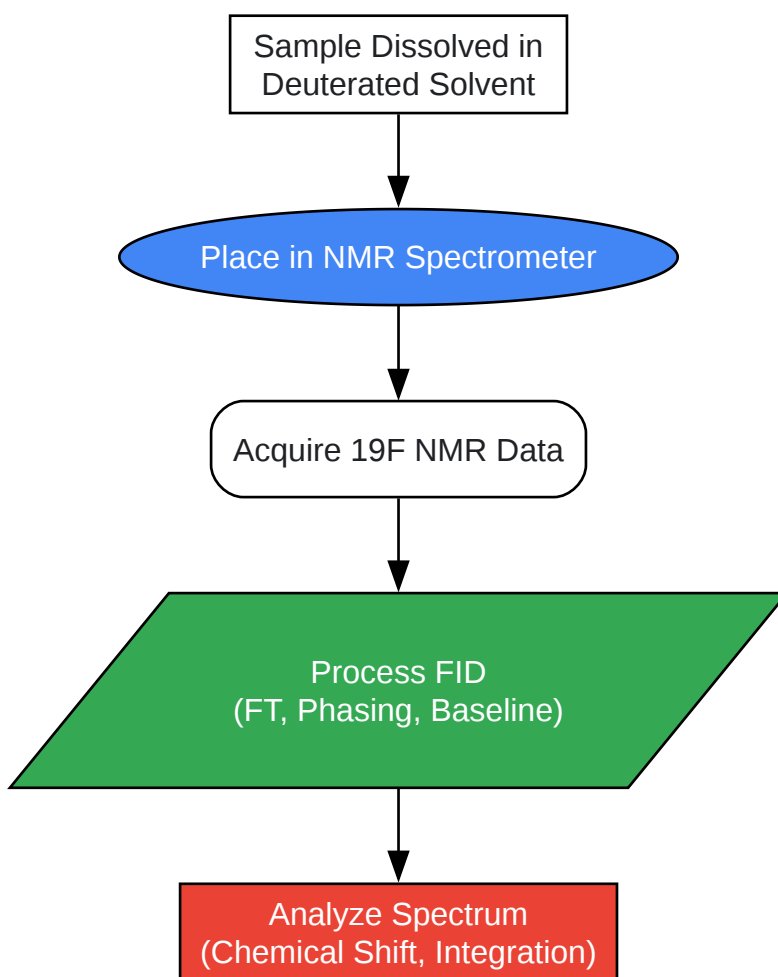 Sample Dissolved in
Deuterated Solvent
Place in NMR Spectrometer
Acquire 19F NMR Data
Process FID
(FT, Phasing, Baseline)
Analyze Spectrum
(Chemical Shift, Integration)